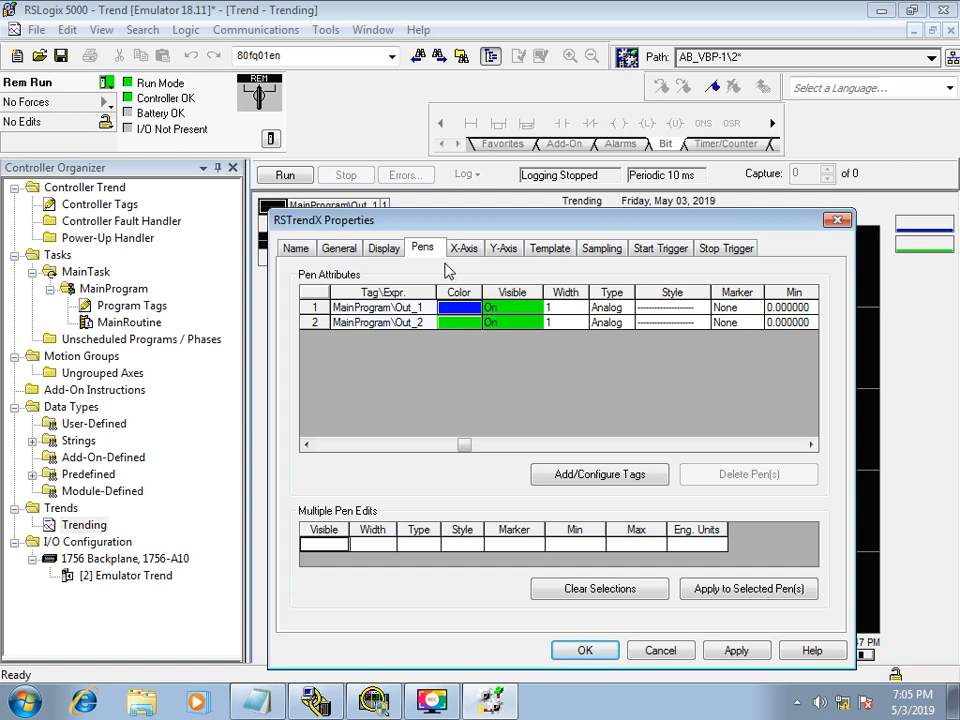 RSLogix 5000 - Trend [Emulator 18.11]* - [Trend - Trending]
File Edit View Search Logic Communications Tools Window Help
80fq01en Path: AB_VBP-1\2*
Rem Run Run Mode REM
No Forces Controller OK
No Edits Battery OK
I/O Not Present
Select a Language...
ONS OSR
Favorites Add-On Alarms Bit Timer/Counter
Controller Organizer
Run Stop Errors... Log Logging Stopped Periodic 10 ms Capture: 0 of 0
MainProgram\Out_1 1 Trending Friday, May 03, 2019
Controller Trend
Controller Tags
Controller Fault Handler
Power-Up Handler
Tasks
MainTask
MainProgram
Program Tags
MainRoutine
Unscheduled Programs / Phases
Motion Groups
Ungrouped Axes
Add-On Instructions
Data Types
User-Defined
Strings
Add-On-Defined
Predefined
Module-Defined
Trends
Trending
I/O Configuration
1756 Backplane, 1756-A10
[2] Emulator Trend
RSTrendX Properties
Name General Display Pens X-Axis Y-Axis Template Sampling Start Trigger Stop Trigger
Pen Attributes
Tag\Expr. Color Visible Width Type Style Marker Min
1 MainProgram\Out_1 On 1 Analog None 0.000000
2 MainProgram\Out_2 On 1 Analog None 0.000000
Add/Configure Tags Delete Pen(s)
Multiple Pen Edits
Visible Width Type Style Marker Min Max Eng. Units
Clear Selections Apply to Selected Pen(s)
OK Cancel Apply Help
47 PM
Ready
7:05 PM
5/3/2019